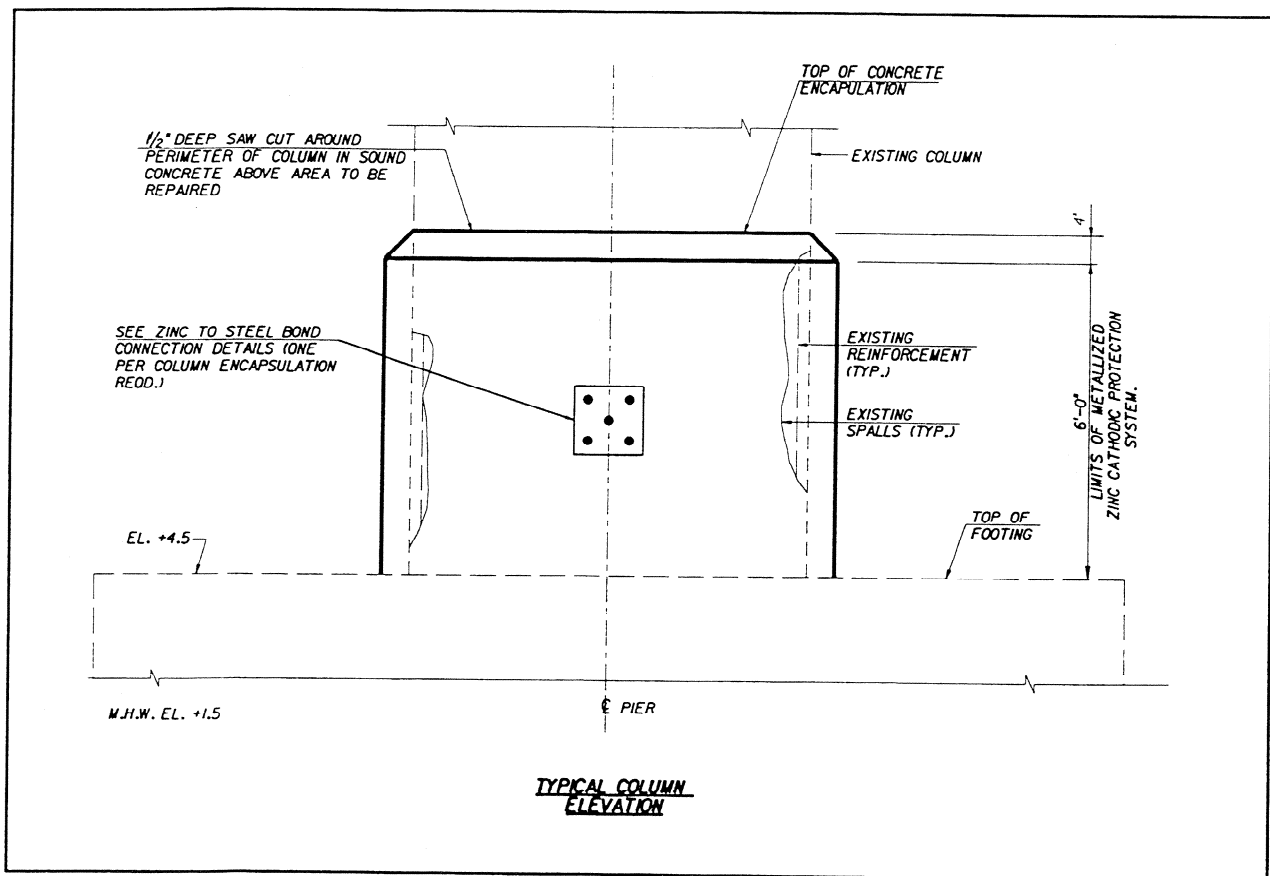 TOP OF CONCRETE
ENCAPULATION
1/2" DEEP SAW CUT AROUND
PERIMETER OF COLUMN IN SOUND
CONCRETE ABOVE AREA TO BE
REPAIRED
EXISTING COLUMN
4'
SEE ZINC TO STEEL BOND
CONNECTION DETAILS (ONE
PER COLUMN ENCAPSULATION
REQD.)
EXISTING
REINFORCEMENT
(TYP.)
EXISTING
SPALLS (TYP.)
6'-0"
LIMITS OF METALLIZED
ZINC CATHODIC PROTECTION
SYSTEM.
TOP OF
FOOTING
EL. +4.5
M.H.W. EL. +1.5
℄ PIER
TYPICAL COLUMN
ELEVATION